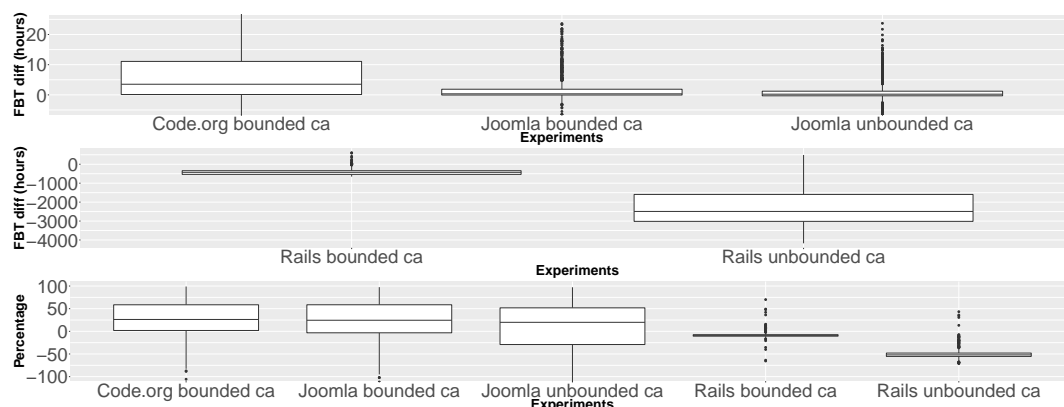 FBT diff (hours)
20
10
0
Code.org bounded ca Joomla bounded ca Joomla unbounded ca
Experiments
FBT diff (hours)
0
−1000
−2000
−3000
−4000
Rails bounded ca Rails unbounded ca
Experiments
Percentage
100
50
0
−50
−100
Code.org bounded ca Joomla bounded ca Joomla unbounded ca Rails bounded ca Rails unbounded ca
Experiments